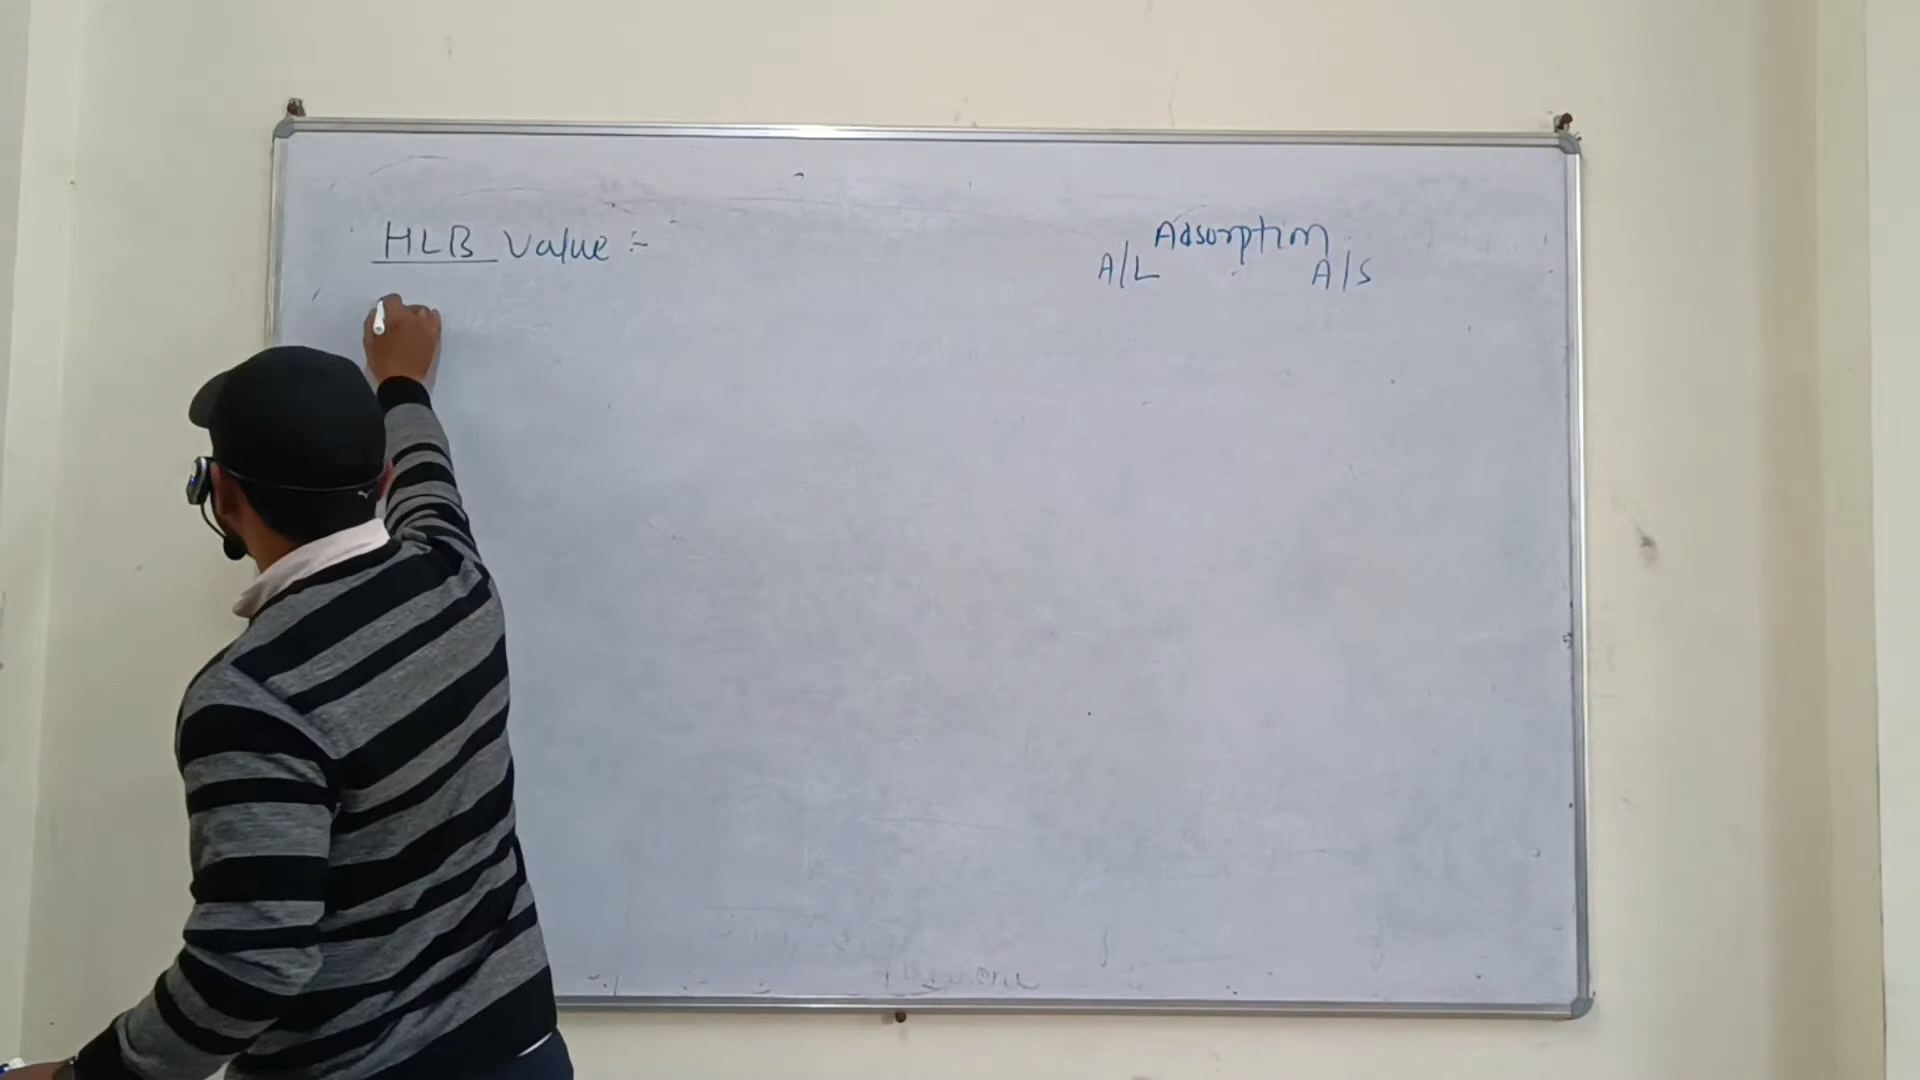 HLB Value :-
Adsorption
A/L A/S